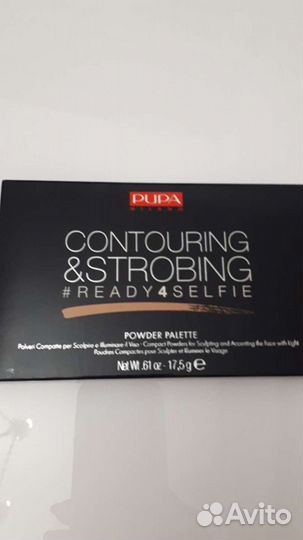 PUPA
MILANO
CONTOURING
&STROBING
#READY4SELFIE
POWDER PALETTE
Polveri Compatte per Scolpire e Illuminare il Viso - Compact Powders for Sculpting and Accenting the Face with Light
Poudres Compactes pour Sculpter et Illuminer le Visage
Net Wt. .61 oz - 17,5 g ℮
Avito